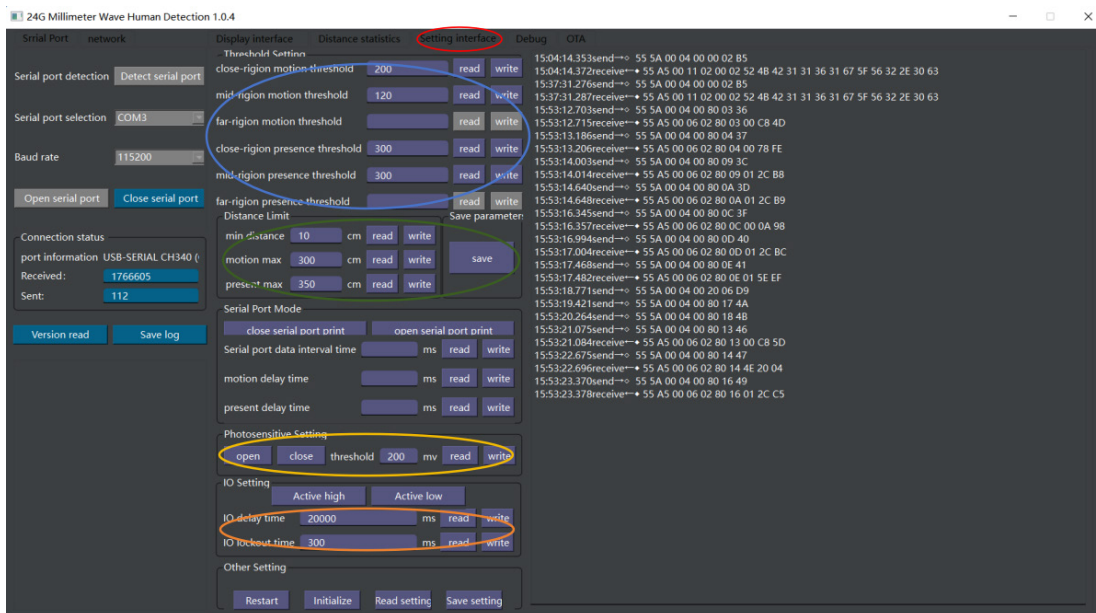 24G Millimeter Wave Human Detection 1.0.4
Srrial Port network Display interface Distance statistics Setting interface Debug OTA
Serial port detection Detect serial port
Serial port selection COM3
Baud rate 115200
Open serial port Close serial port
Connection status
port information USB-SERIAL CH340 (
Received: 1766605
Sent: 112
Version read Save log
Threshold Setting
close-rigion motion threshold 200 read write
mid-rigion motion threshold 120 read write
far-rigion motion threshold read write
close-rigion presence threshold 300 read write
mid-rigion presence threshold 300 read write
far-rigion presence threshold read write
Distance Limit
min distance 10 cm read write
motion max 300 cm read write
present max 350 cm read write
Save parameters
save
Serial Port Mode
close serial port print open serial port print
Serial port data interval time ms read write
motion delay time ms read write
present delay time ms read write
Photosensitive Setting
open close threshold 200 mv read write
IO Setting
Active high Active low
IO delay time 20000 ms read write
IO lockout time 300 ms read write
Other Setting
Restart Initialize Read setting Save setting
15:04:14.353send→◇ 55 5A 00 04 00 00 02 B5
15:04:14.372receive←◆ 55 A5 00 11 02 00 02 52 4B 42 31 31 36 31 67 5F 56 32 2E 30 63
15:37:31.276send→◇ 55 5A 00 04 00 00 02 B5
15:37:31.287receive←◆ 55 A5 00 11 02 00 02 52 4B 42 31 31 36 31 67 5F 56 32 2E 30 63
15:53:12.703send→◇ 55 5A 00 04 00 80 03 36
15:53:12.715receive←◆ 55 A5 00 06 02 80 03 00 C8 4D
15:53:13.186send→◇ 55 5A 00 04 00 80 04 37
15:53:13.206receive←◆ 55 A5 00 06 02 80 04 00 78 FE
15:53:14.003send→◇ 55 5A 00 04 00 80 09 3C
15:53:14.014receive←◆ 55 A5 00 06 02 80 09 01 2C B8
15:53:14.640send→◇ 55 5A 00 04 00 80 0A 3D
15:53:14.648receive←◆ 55 A5 00 06 02 80 0A 01 2C B9
15:53:16.345send→◇ 55 5A 00 04 00 80 0C 3F
15:53:16.357receive←◆ 55 A5 00 06 02 80 0C 00 0A 98
15:53:16.994send→◇ 55 5A 00 04 00 80 0D 40
15:53:17.004receive←◆ 55 A5 00 06 02 80 0D 01 2C BC
15:53:17.468send→◇ 55 5A 00 04 00 80 0E 41
15:53:17.482receive←◆ 55 A5 00 06 02 80 0E 01 5E EF
15:53:18.771send→◇ 55 5A 00 04 00 20 06 D9
15:53:19.421send→◇ 55 5A 00 04 00 80 17 4A
15:53:20.264send→◇ 55 5A 00 04 00 80 18 4B
15:53:21.075send→◇ 55 5A 00 04 00 80 13 46
15:53:21.084receive←◆ 55 A5 00 06 02 80 13 00 C8 5D
15:53:22.675send→◇ 55 5A 00 04 00 80 14 47
15:53:22.696receive←◆ 55 A5 00 06 02 80 14 4E 20 04
15:53:23.370send→◇ 55 5A 00 04 00 80 16 49
15:53:23.378receive←◆ 55 A5 00 06 02 80 16 01 2C C5